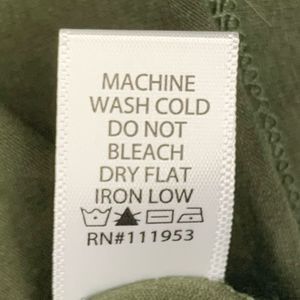 MACHINE
WASH COLD
DO NOT
BLEACH
DRY FLAT
IRON LOW
RN#111953